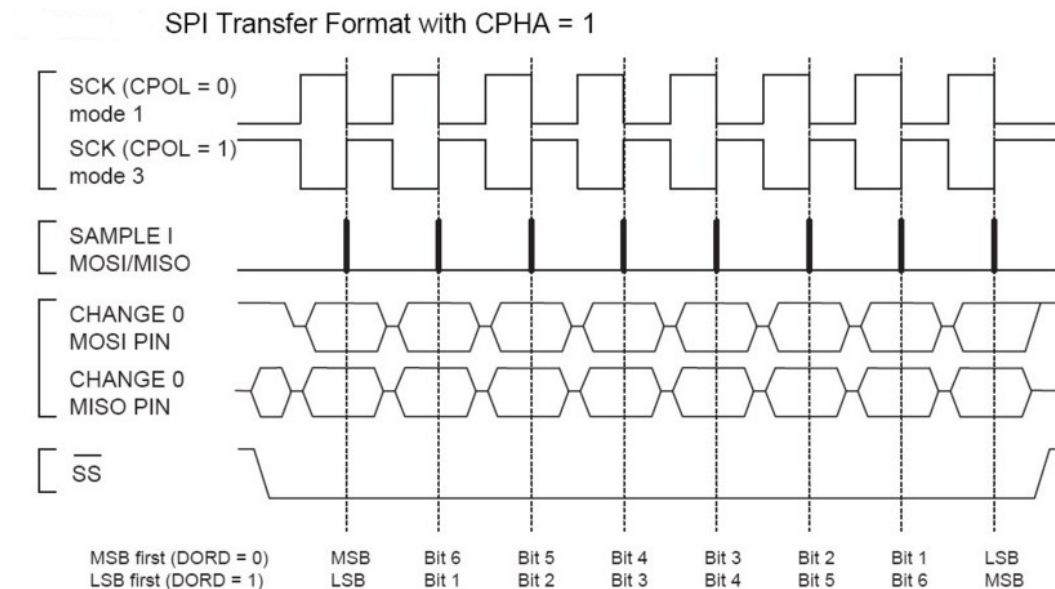 SPI Transfer Format with CPHA = 1
SCK (CPOL = 0)
mode 1
SCK (CPOL = 1)
mode 3
SAMPLE I
MOSI/MISO
CHANGE 0
MOSI PIN
CHANGE 0
MISO PIN
SS
MSB first (DORD = 0) MSB Bit 6 Bit 5 Bit 4 Bit 3 Bit 2 Bit 1 LSB
LSB first (DORD = 1) LSB Bit 1 Bit 2 Bit 3 Bit 4 Bit 5 Bit 6 MSB